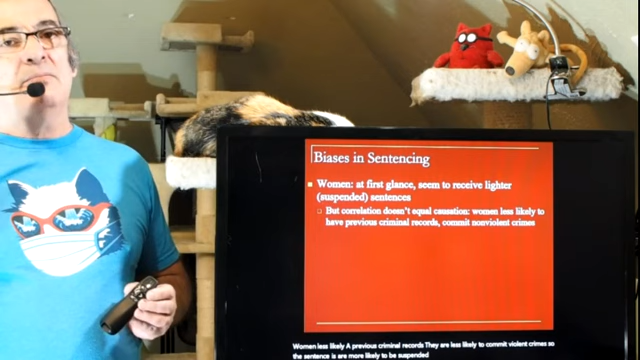 Biases in Sentencing
Women: at first glance, seem to receive lighter
(suspended) sentences
But correlation doesn't equal causation: women less likely to
have previous criminal records, commit nonviolent crimes
Women less likely A previous criminal records They are less likely to commit violent crimes so
the sentence is are more likely to be suspended